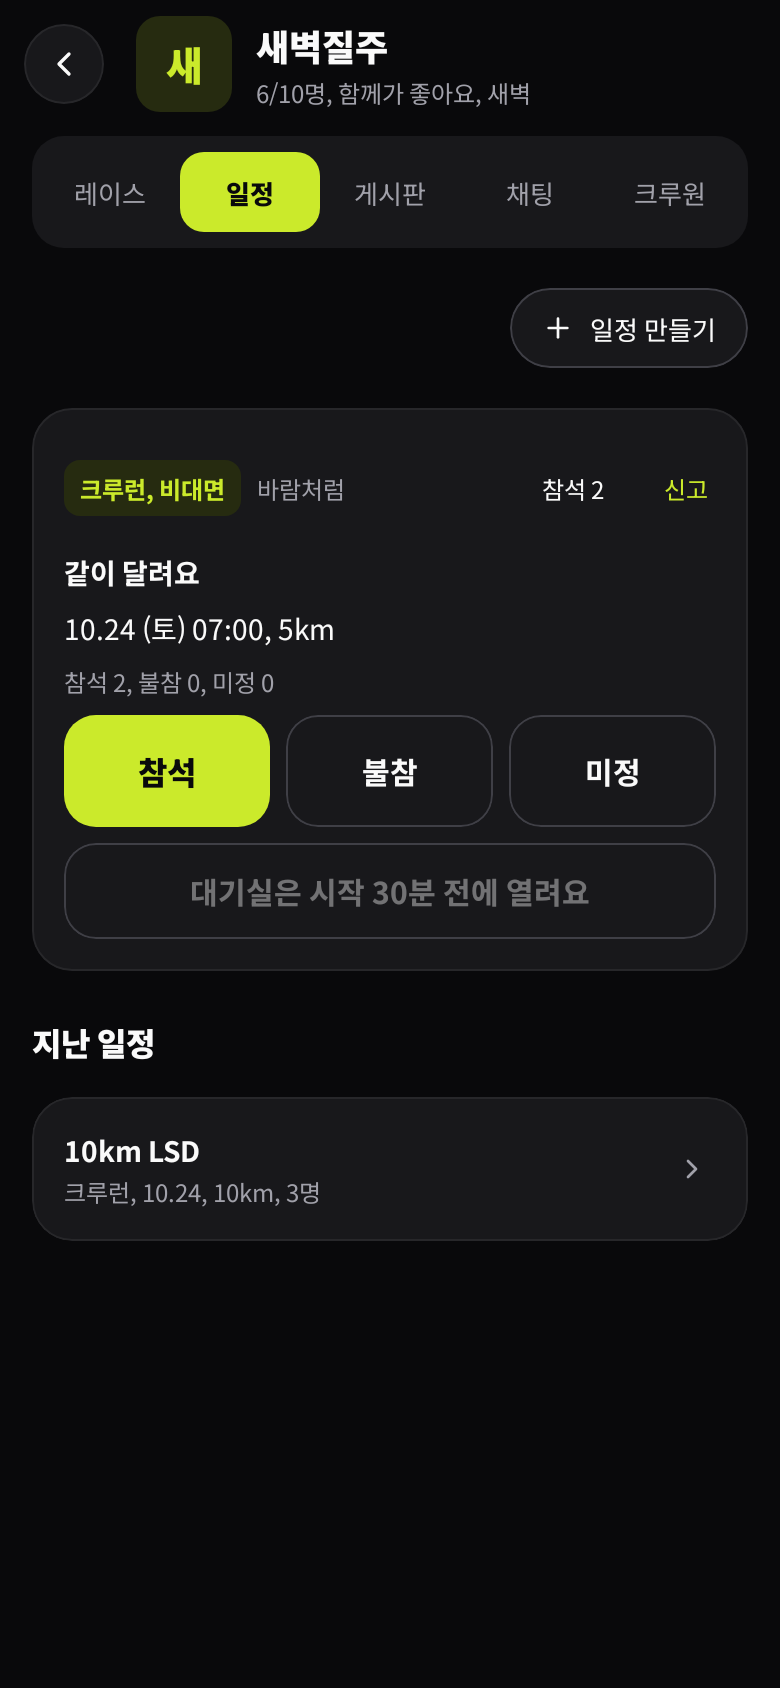 새
새벽질주
6/10명, 함께가 좋아요, 새벽
레이스 일정 게시판 채팅 크루원
+ 일정 만들기
크루런, 비대면 바람처럼 참석 2 신고
같이 달려요
10.24 (토) 07:00, 5km
참석 2, 불참 0, 미정 0
참석 불참 미정
대기실은 시작 30분 전에 열려요
지난 일정
10km LSD
크루런, 10.24, 10km, 3명